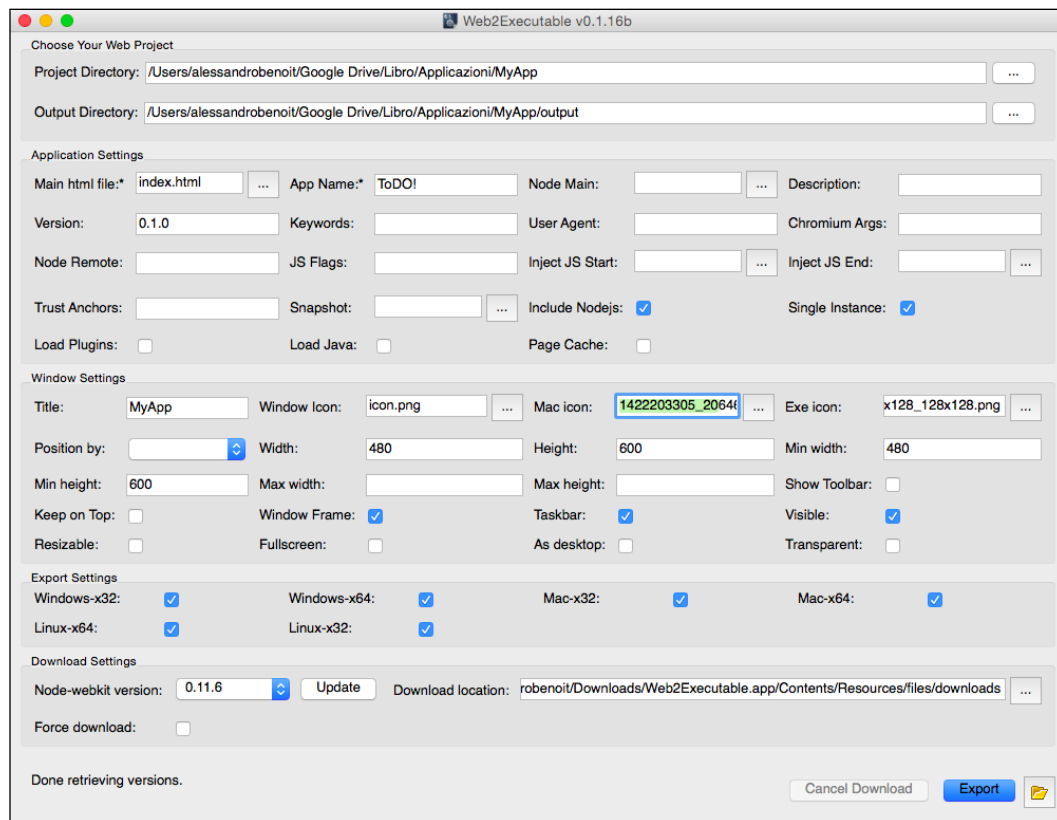 Web2Executable v0.1.16b
Choose Your Web Project
Project Directory: /Users/alessandrobenoit/Google Drive/Libro/Applicazioni/MyApp ...
Output Directory: /Users/alessandrobenoit/Google Drive/Libro/Applicazioni/MyApp/output ...
Application Settings
Main html file:* index.html ... App Name:* ToDO! Node Main: ... Description:
Version: 0.1.0 Keywords: User Agent: Chromium Args:
Node Remote: JS Flags: Inject JS Start: ... Inject JS End: ...
Trust Anchors: Snapshot: ... Include Nodejs: Single Instance:
Load Plugins: Load Java: Page Cache:
Window Settings
Title: MyApp Window Icon: icon.png ... Mac icon: 1422203305_20646 ... Exe icon: x128_128x128.png ...
Position by: Width: 480 Height: 600 Min width: 480
Min height: 600 Max width: Max height: Show Toolbar:
Keep on Top: Window Frame: Taskbar: Visible:
Resizable: Fullscreen: As desktop: Transparent:
Export Settings
Windows-x32: Windows-x64: Mac-x32: Mac-x64:
Linux-x64: Linux-x32:
Download Settings
Node-webkit version: 0.11.6 Update Download location: robenoit/Downloads/Web2Executable.app/Contents/Resources/files/downloads ...
Force download:
Done retrieving versions.
Cancel Download Export